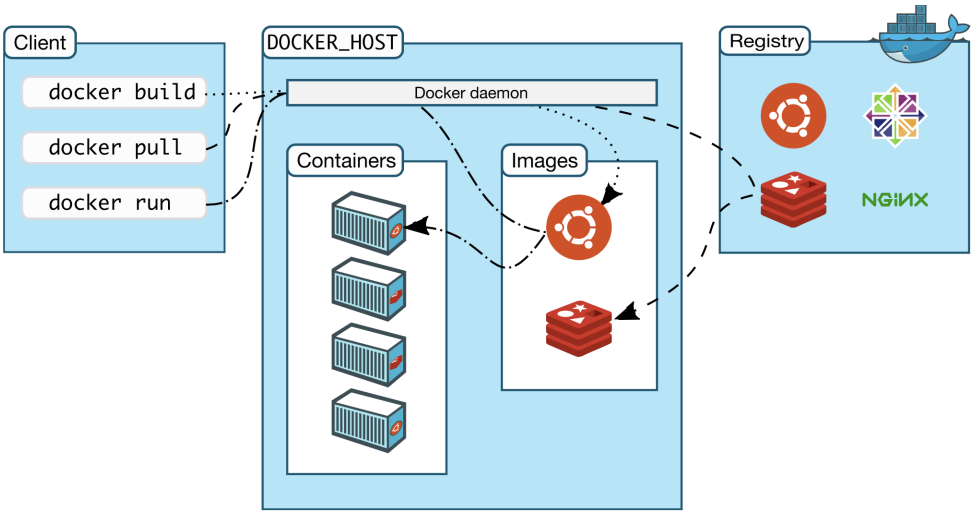 Client
docker build
docker pull
docker run
DOCKER_HOST
Docker daemon
Containers
Images
Registry
NGiNX